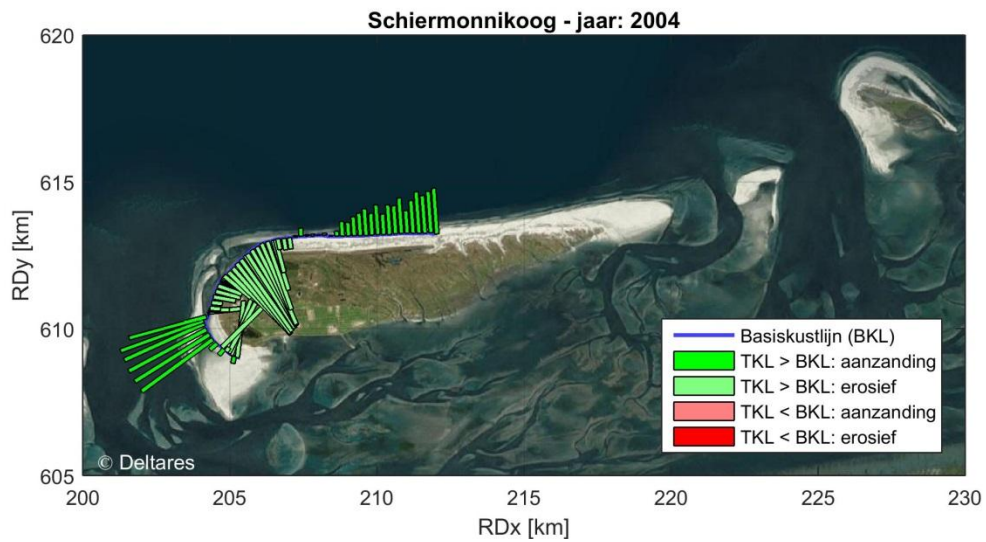 Schiermonnikoog - jaar: 2004
620
615
610
605
RDy [km]
Basiskustlijn (BKL)
TKL > BKL: aanzanding
TKL > BKL: erosief
TKL < BKL: aanzanding
TKL < BKL: erosief
© Deltares
200
205
210
215
220
225
230
RDx [km]